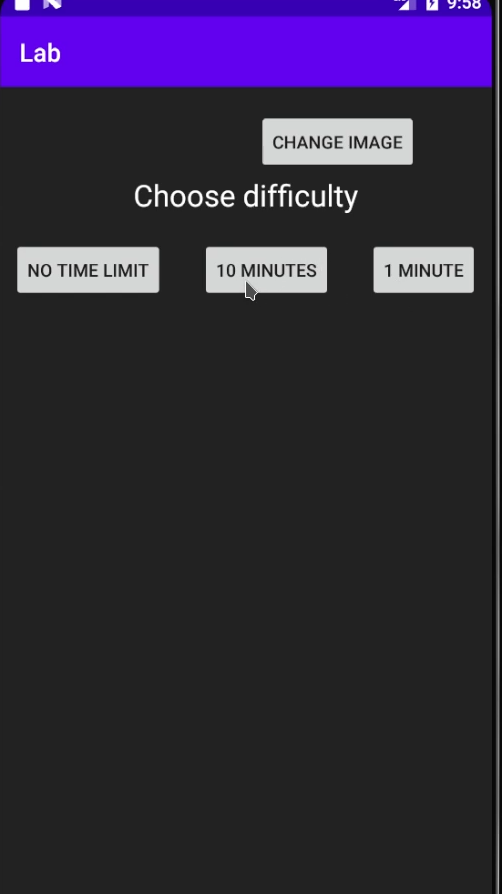 9:58
Lab
CHANGE IMAGE
Choose difficulty
NO TIME LIMIT
10 MINUTES
1 MINUTE